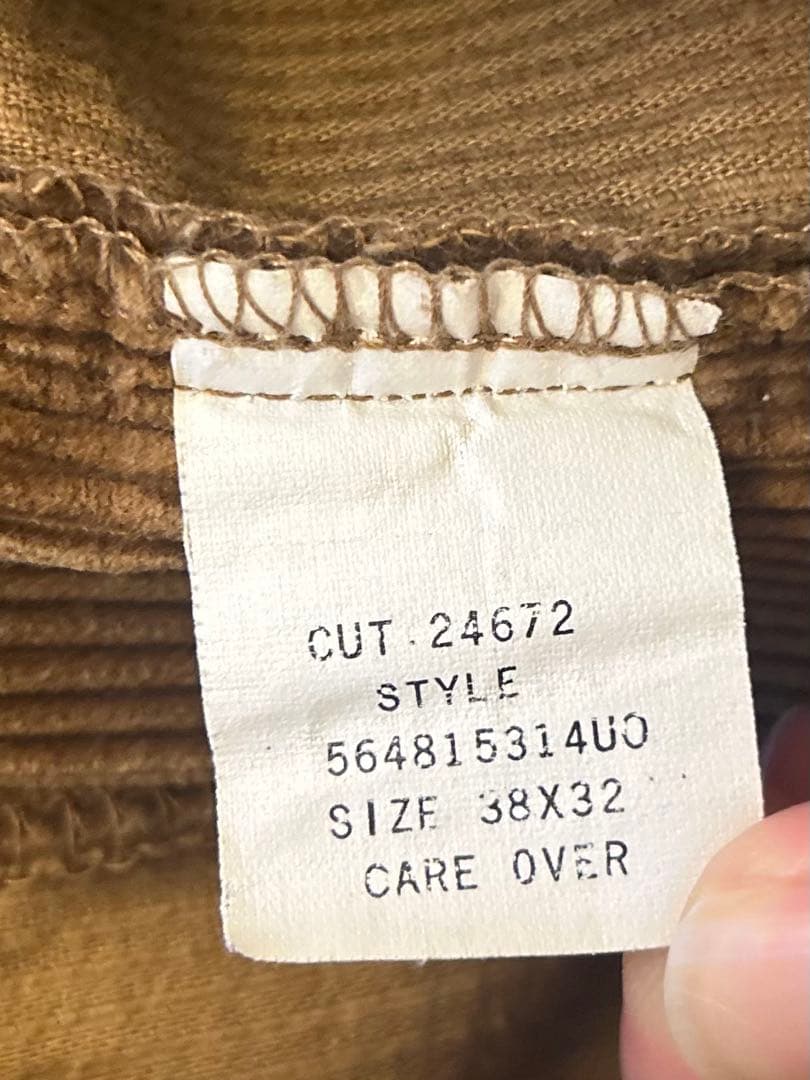 CUT.24672
STYLE
564815314UO
SIZE 38X32
CARE OVER